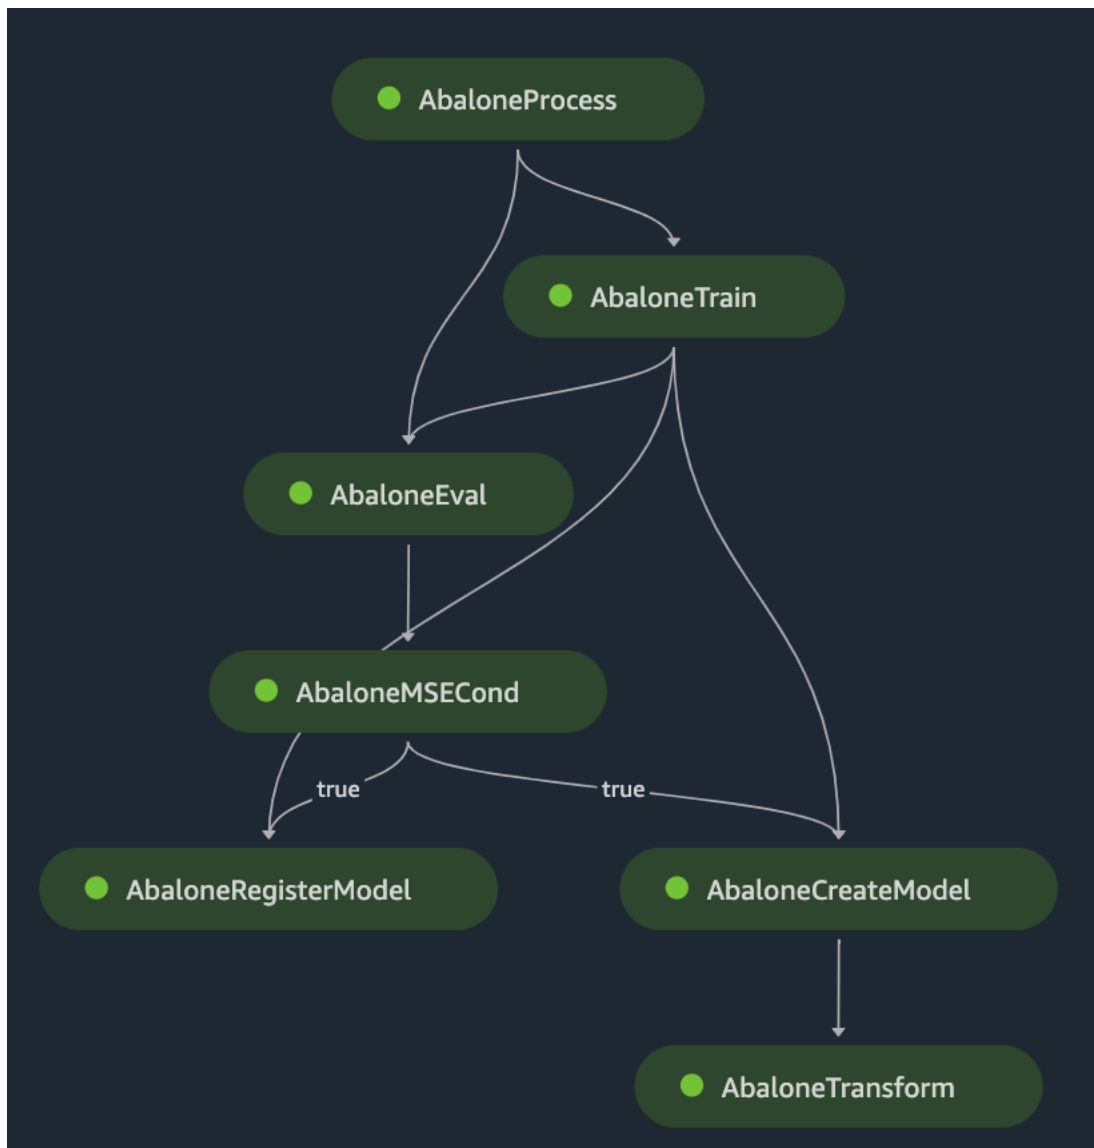 AbaloneProcess
AbaloneTrain
AbaloneEval
AbaloneMSECond
true
true
AbaloneRegisterModel
AbaloneCreateModel
AbaloneTransform